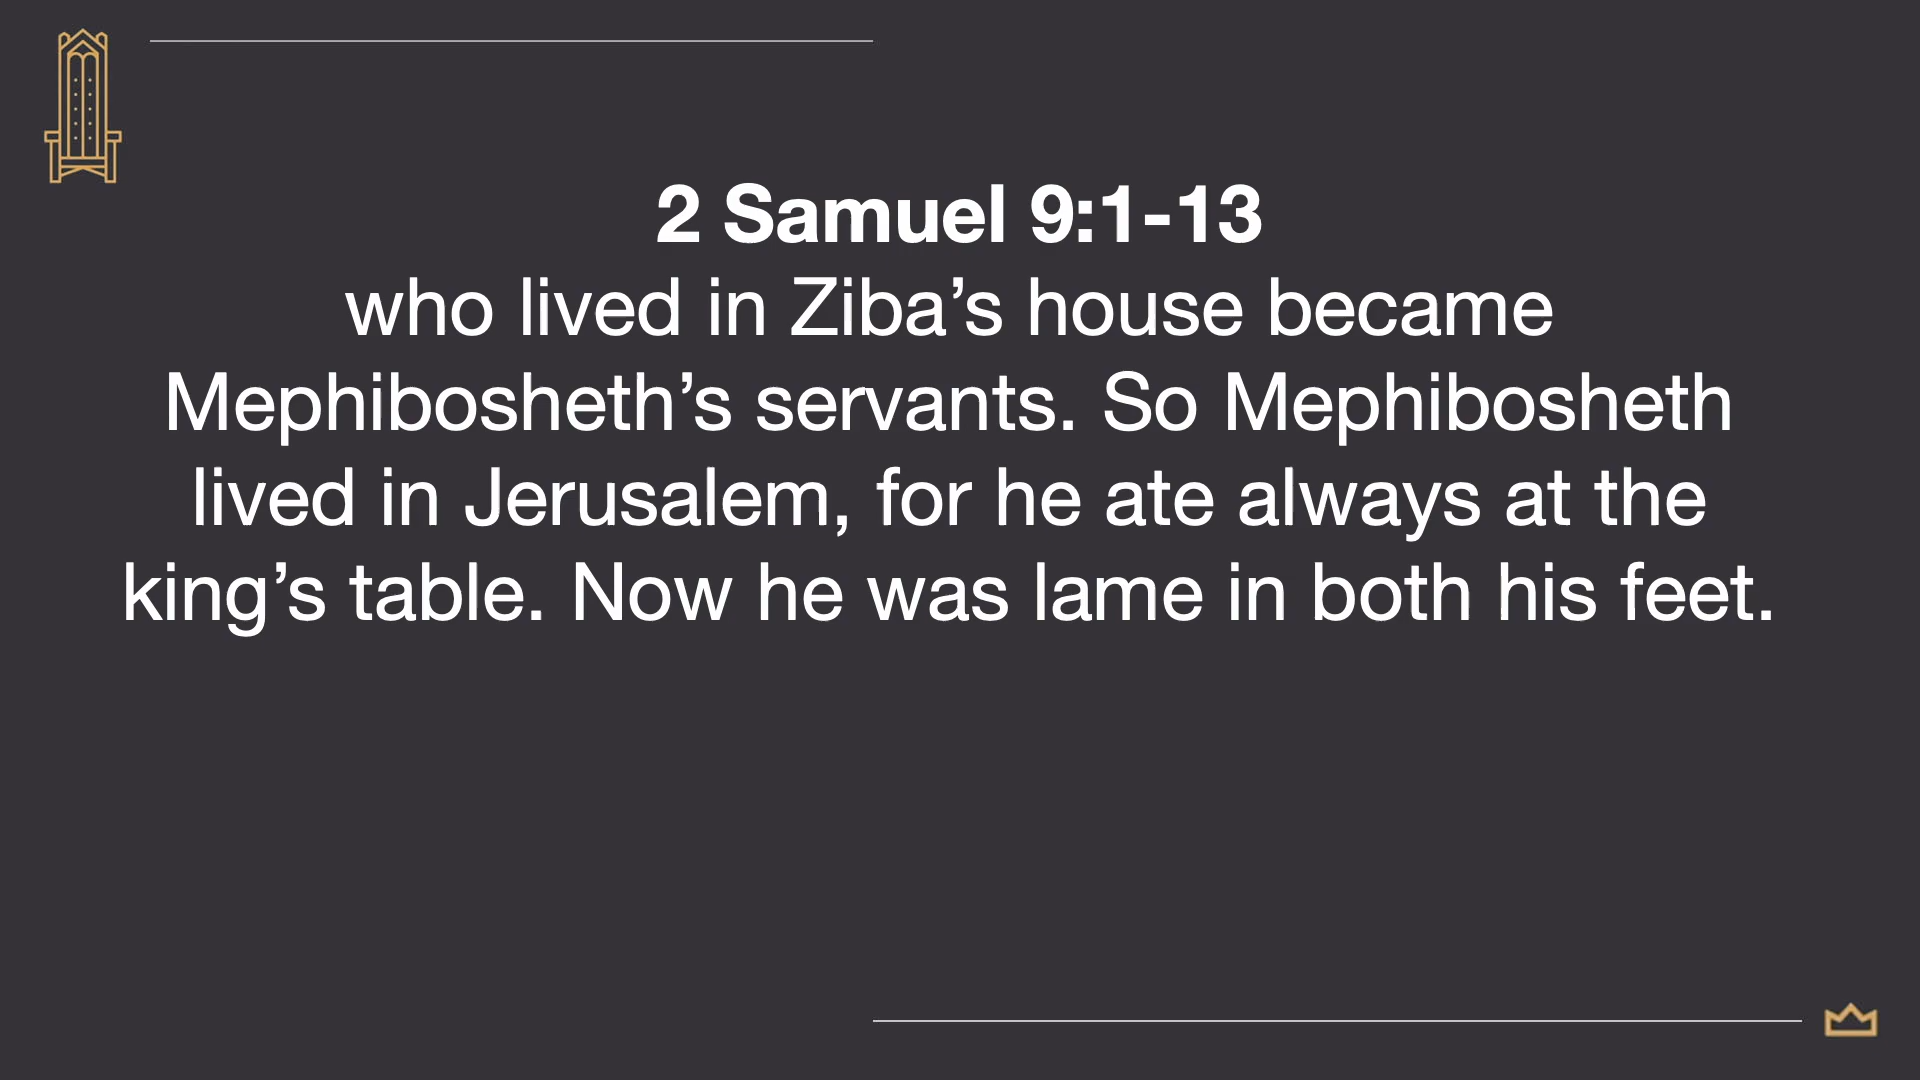 2 Samuel 9:1-13
who lived in Ziba’s house became
Mephibosheth’s servants. So Mephibosheth
lived in Jerusalem, for he ate always at the
king’s table. Now he was lame in both his feet.